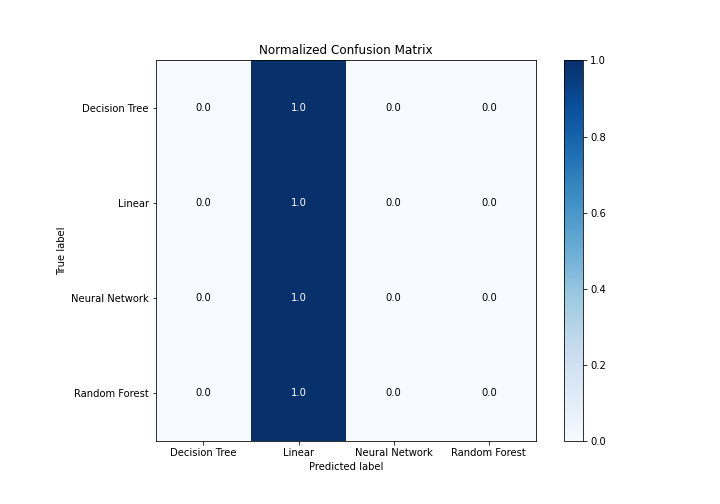 Normalized Confusion Matrix
True label
Decision Tree 0.0 1.0 0.0 0.0
Linear 0.0 1.0 0.0 0.0
Neural Network 0.0 1.0 0.0 0.0
Random Forest 0.0 1.0 0.0 0.0
Decision Tree Linear Neural Network Random Forest
Predicted label
1.0
0.8
0.6
0.4
0.2
0.0